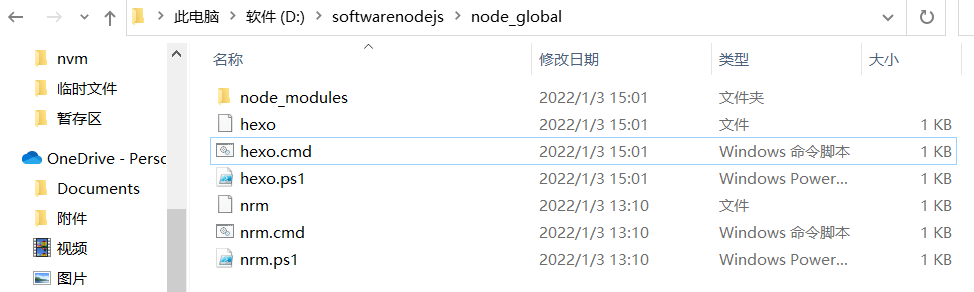 此电脑 > 软件 (D:) > softwarenodejs > node_global
nvm
临时文件
暂存区
OneDrive - Perso
Documents
附件
视频
图片
名称 修改日期 类型 大小
node_modules 2022/1/3 15:01 文件夹
hexo 2022/1/3 15:01 文件 1 KB
hexo.cmd 2022/1/3 15:01 Windows 命令脚本 1 KB
hexo.ps1 2022/1/3 15:01 Windows Power... 1 KB
nrm 2022/1/3 13:10 文件 1 KB
nrm.cmd 2022/1/3 13:10 Windows 命令脚本 1 KB
nrm.ps1 2022/1/3 13:10 Windows Power... 1 KB